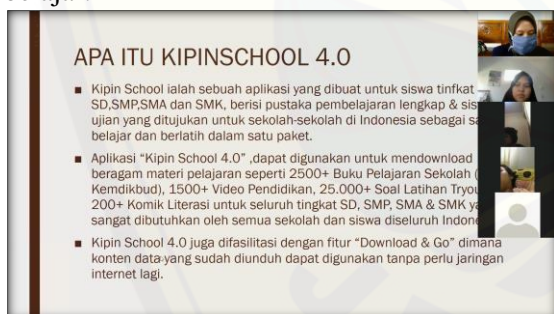 APA ITU KIPINSCHOOL 4.0
■ Kipin School ialah sebuah aplikasi yang dibuat untuk siswa tinfkat
SD,SMP,SMA dan SMK, berisi pustaka pembelajaran lengkap &
ujian yang ditujukan untuk sekolah-sekolah di Indonesia sebagai
belajar dan berlatih dalam satu paket.
■ Aplikasi “Kipin School 4.0” ,dapat digunakan untuk mendownload
beragam materi pelajaran seperti 2500+ Buku Pelajaran Sekolah (
Kemdikbud), 1500+ Video Pendidikan, 25.000+ Soal Latihan
200+ Komik Literasi untuk seluruh tingkat SD, SMP, SMA & SMK
sangat dibutuhkan oleh semua sekolah dan siswa diseluruh
■ Kipin School 4.0 juga difasilitasi dengan fitur “Download & Go” dimana
konten data yang sudah diunduh dapat digunakan tanpa perlu jaringan
internet lagi.